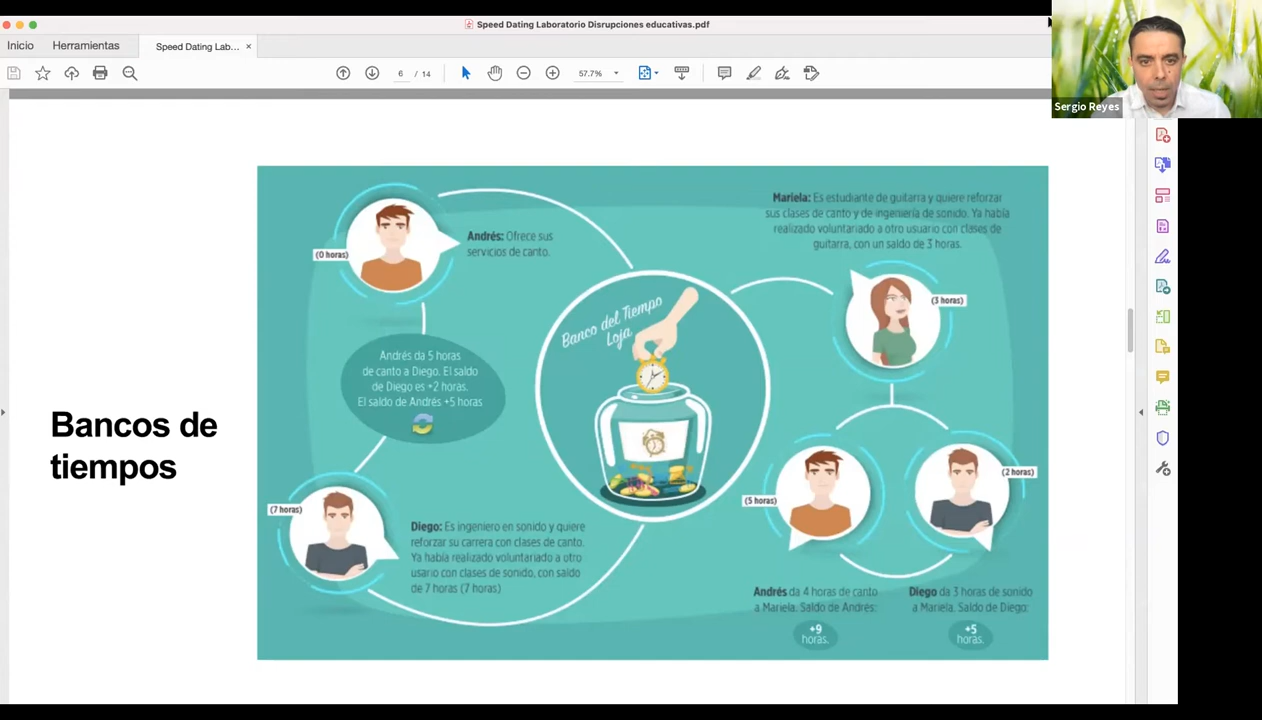 Speed Dating Laboratorio Disrupciones educativas.pdf
Inicio
Herramientas
Speed Dating Lab...
6 / 14
57.7%
Sergio Reyes
Bancos de
tiempos
(0 horas)
Andrés: Ofrece sus
servicios de canto.
Andrés da 5 horas
de canto a Diego. El saldo
de Diego es +2 horas.
El saldo de Andrés +5 horas
(7 horas)
Diego: Es ingeniero en sonido y quiere
reforzar su carrera con clases de canto.
Ya había realizado voluntariado a otro
usario con clases de sonido, con saldo
de 7 horas (7 horas)
Banco del Tiempo
Loja
Mariela: Es estudiante de guitarra y quiere reforzar
sus clases de canto y de ingeniería de sonido. Ya había
realizado voluntariado a otro usuario con clases de
guitarra, con un saldo de 3 horas.
(3 horas)
(5 horas)
(2 horas)
Andrés da 4 horas de canto
a Mariela. Saldo de Andrés:
+9
horas.
Diego da 3 horas de sonido
a Mariela. Saldo de Diego:
+5
horas.